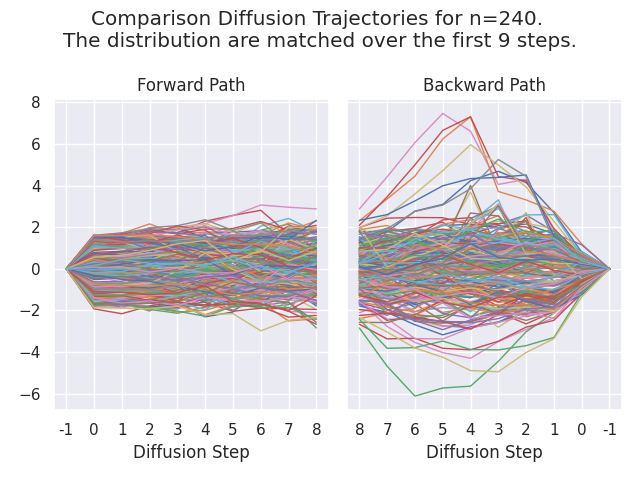 Comparison Diffusion Trajectories for n=240.
The distribution are matched over the first 9 steps.
Forward Path
Backward Path
8
6
4
2
0
−2
−4
−6
-1 0 1 2 3 4 5 6 7 8
8 7 6 5 4 3 2 1 0 -1
Diffusion Step
Diffusion Step